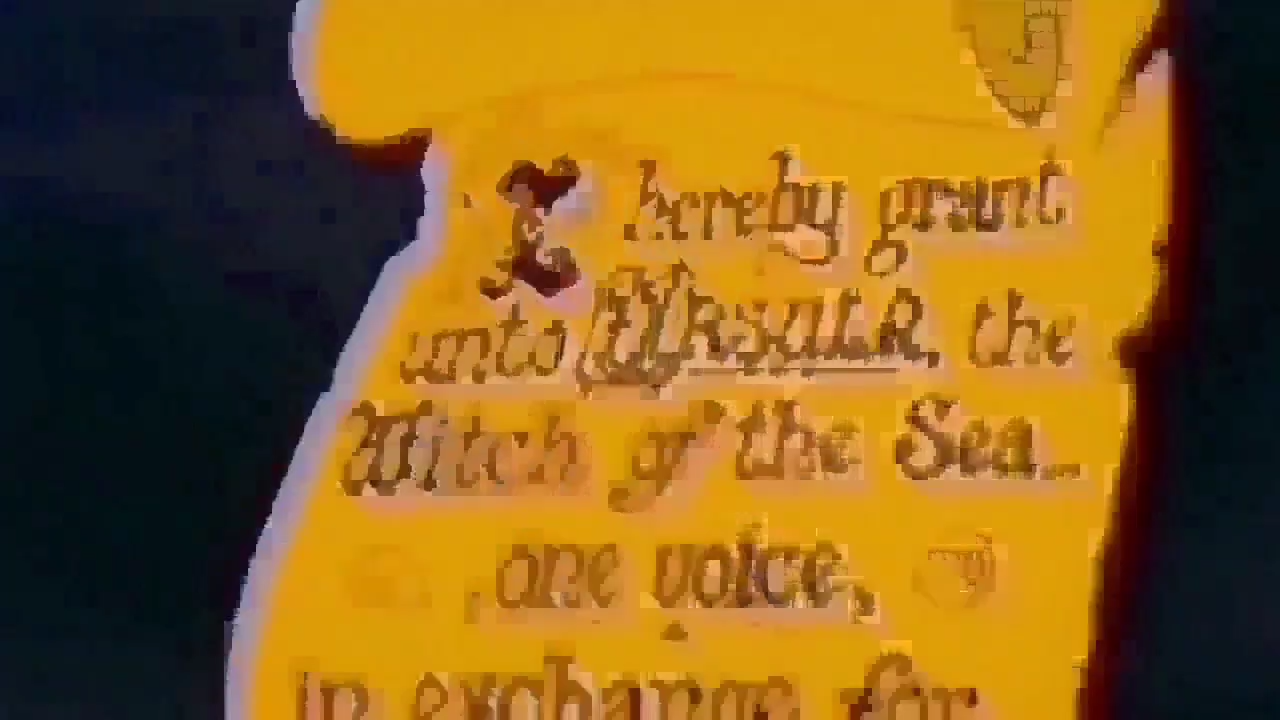 I hereby grant
unto Ursula, the
Witch of the Sea..
one voice,
in exchange for